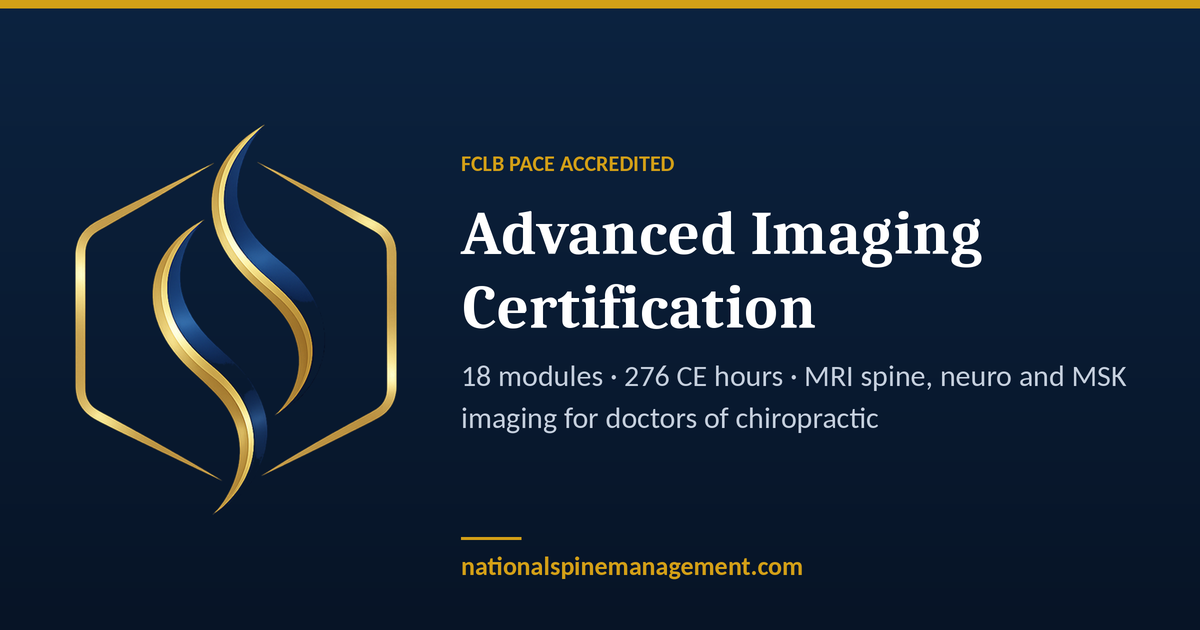 FCLB PACE ACCREDITED
Advanced Imaging
Certification
18 modules · 276 CE hours · MRI spine, neuro and MSK
imaging for doctors of chiropractic
nationalspinemanagement.com